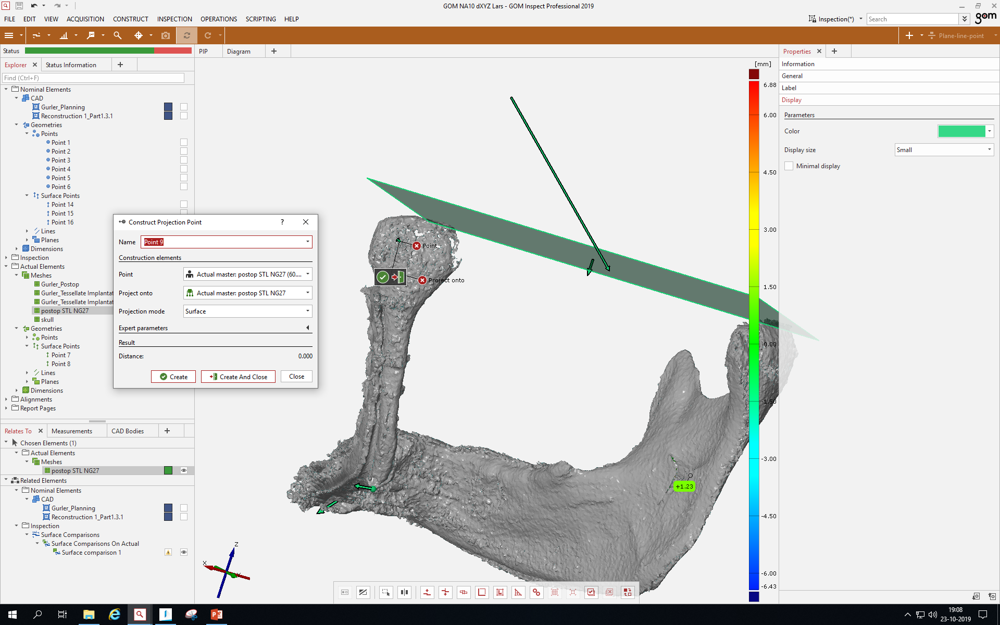 GOM NA10 dXYZ Lars - GOM Inspect Professional 2019
FILE EDIT VIEW ACQUISITION CONSTRUCT INSPECTION OPERATIONS SCRIPTING HELP
Inspection(*) Search gom
Plane-line-point
Status
PIP Diagram
Properties
Explorer Status Information
Find (Ctrl+F)
Nominal Elements
CAD
Gurler_Planning
Reconstruction 1_Part1.3.1
Geometries
Points
Point 1
Point 2
Point 3
Point 4
Point 5
Point 6
Surface Points
Point 14
Point 15
Point 16
Lines
Planes
Dimensions
Inspection
Actual Elements
Meshes
Gurler_Postop
Gurler_Tessellate Implantat
Gurler_Tessellate Implantat
postop STL NG27
skull
Geometries
Points
Surface Points
Point 7
Point 8
Lines
Planes
Dimensions
Alignments
Report Pages
Relates To Measurements CAD Bodies
Chosen Elements (1)
Actual Elements
Meshes
postop STL NG27
Related Elements
Nominal Elements
CAD
Gurler_Planning
Reconstruction 1_Part1.3.1
Inspection
Surface Comparisons
Surface Comparisons On Actual
Surface comparison 1
Construct Projection Point ?
Name Point 9
Construction elements
Point Actual master: postop STL NG27 (60....
Project onto Actual master: postop STL NG27
Projection mode Surface
Expert parameters
Result
Distance: 0.000
Create Create And Close Close
Point
Project onto
+1.23
Z
X
Y
[mm]
6.88
6.00
4.50
3.00
1.50
0.00
-1.50
-3.00
-4.50
-6.00
-6.43
Information
General
Label
Display
Parameters
Color
Display size Small
Minimal display
19:08
23-10-2019